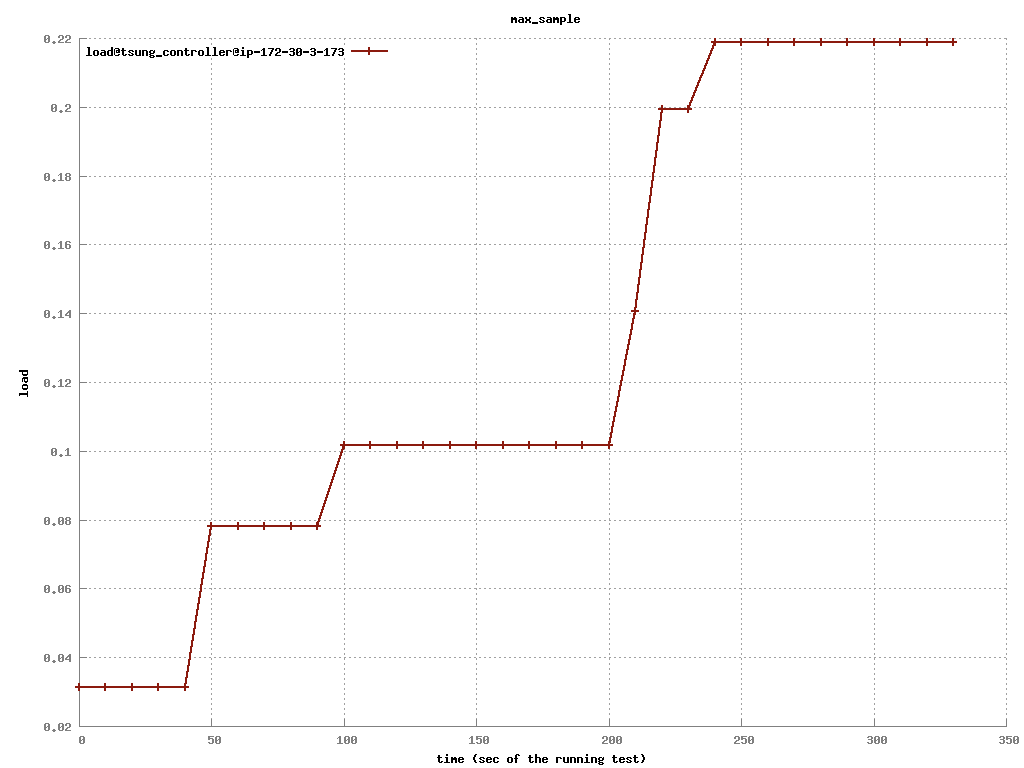 max_sample
load@tsung_controller@ip-172-30-3-173
0.22
0.2
0.18
0.16
0.14
0.12
0.1
0.08
0.06
0.04
0.02
load
0 50 100 150 200 250 300 350
time (sec of the running test)